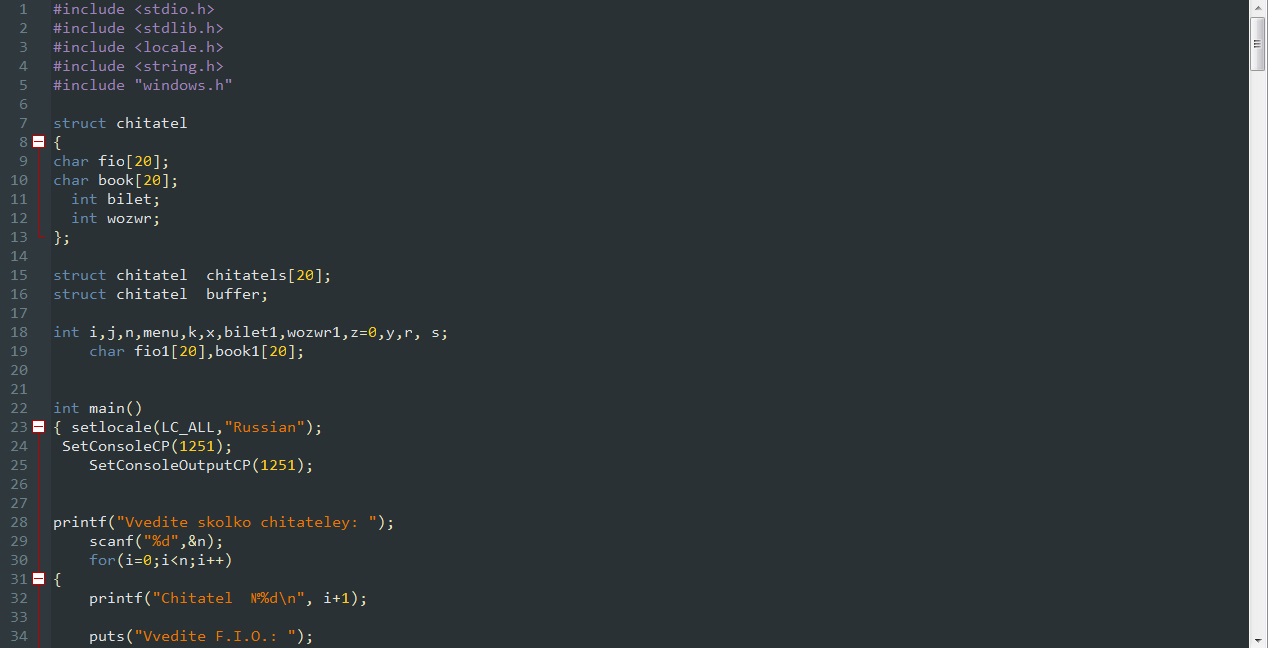 1 #include <stdio.h>
2 #include <stdlib.h>
3 #include <locale.h>
4 #include <string.h>
5 #include "windows.h"
6
7 struct chitatel
8 {
9 char fio[20];
10 char book[20];
11   int bilet;
12   int wozwr;
13 };
14
15 struct chitatel  chitatels[20];
16 struct chitatel  buffer;
17
18 int i,j,n,menu,k,x,bilet1,wozwr1,z=0,y,r, s;
19     char fio1[20],book1[20];
20
21
22 int main()
23 { setlocale(LC_ALL,"Russian");
24  SetConsoleCP(1251);
25     SetConsoleOutputCP(1251);
26
27
28 printf("Vvedite skolko chitateley: ");
29     scanf("%d",&n);
30     for(i=0;i<n;i++)
31 {
32     printf("Chitatel  №%d\n", i+1);
33
34     puts("Vvedite F.I.O.: ");